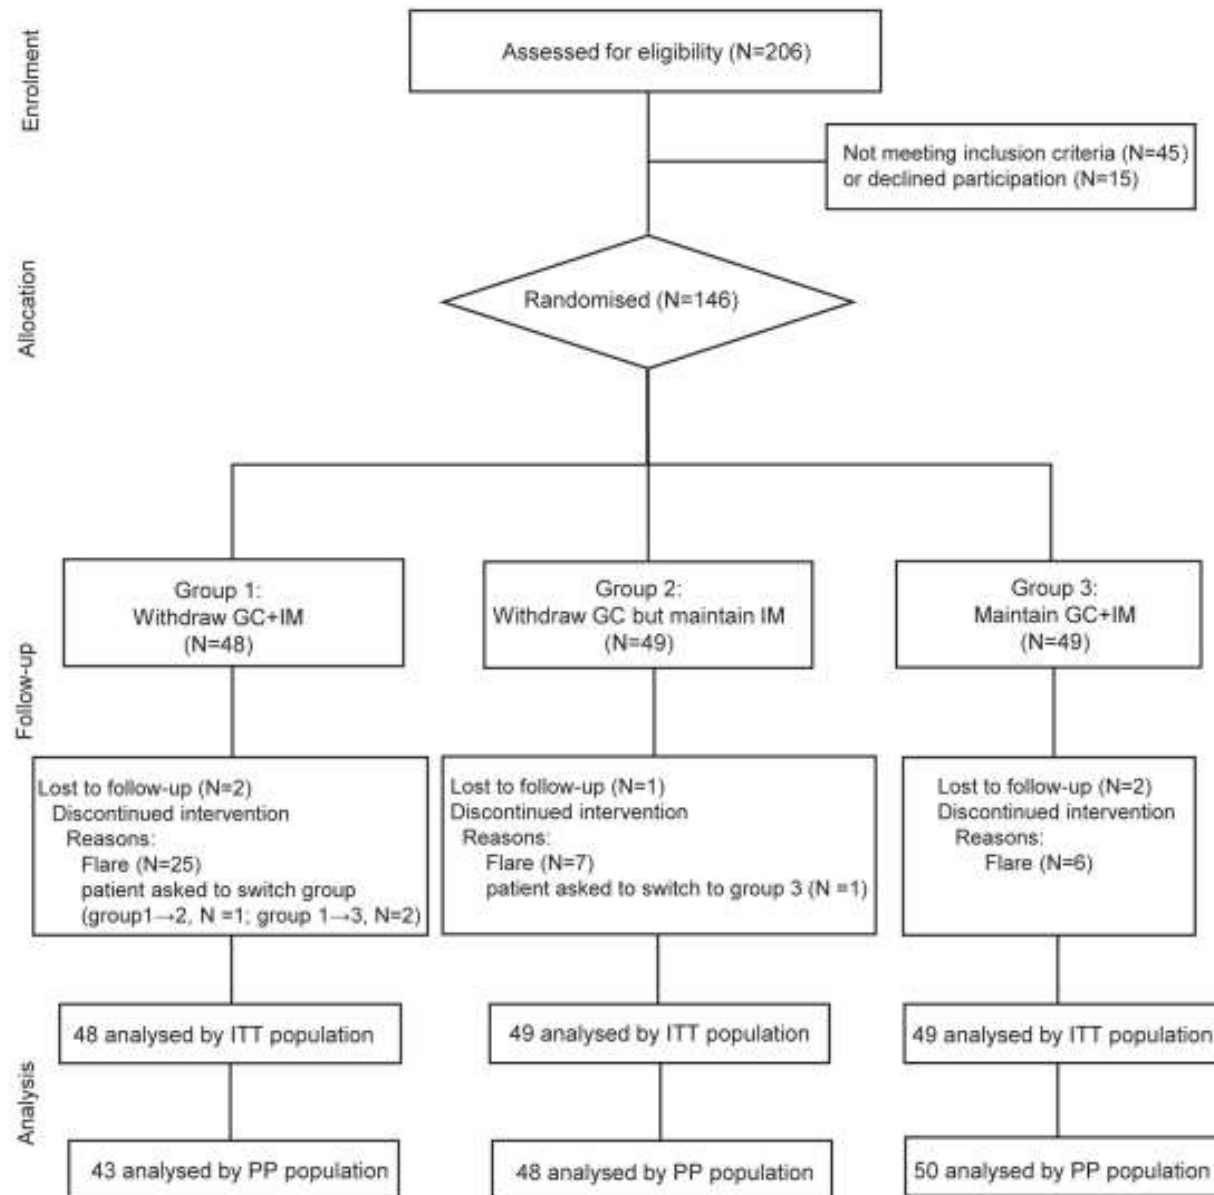 Enrolment
Assessed for eligibility (N=206)
Not meeting inclusion criteria (N=45)
or declined participation (N=15)
Allocation
Randomised (N=146)
Group 1:
Withdraw GC+IM
(N=48)
Group 2:
Withdraw GC but maintain IM
(N=49)
Group 3:
Maintain GC+IM
(N=49)
Follow-up
Lost to follow-up (N=2)
Discontinued intervention
Reasons:
Flare (N=25)
patient asked to switch group
(group1→2, N =1; group 1→3, N=2)
Lost to follow-up (N=1)
Discontinued intervention
Reasons:
Flare (N=7)
patient asked to switch to group 3 (N =1)
Lost to follow-up (N=2)
Discontinued intervention
Reasons:
Flare (N=6)
Analysis
48 analysed by ITT population
49 analysed by ITT population
49 analysed by ITT population
43 analysed by PP population
48 analysed by PP population
50 analysed by PP population